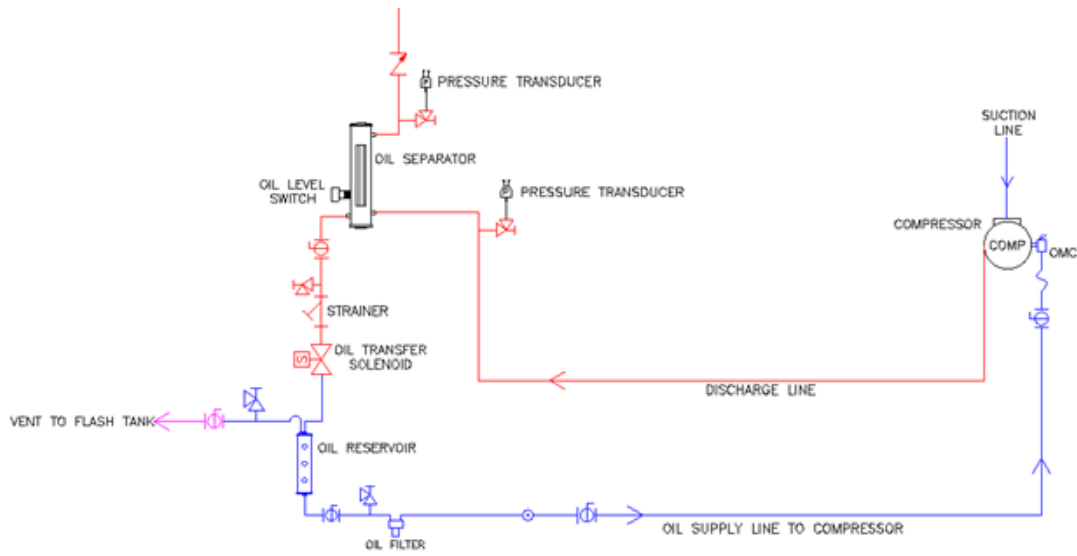 PRESSURE TRANSDUCER
SUCTION
LINE
OIL SEPARATOR
OIL LEVEL
SWITCH
PRESSURE TRANSDUCER
COMPRESSOR
COMP
OMC
STRAINER
OIL TRANSFER
SOLENOID
S
DISCHARGE LINE
VENT TO FLASH TANK
OIL RESERVOIR
OIL SUPPLY LINE TO COMPRESSOR
OIL FILTER